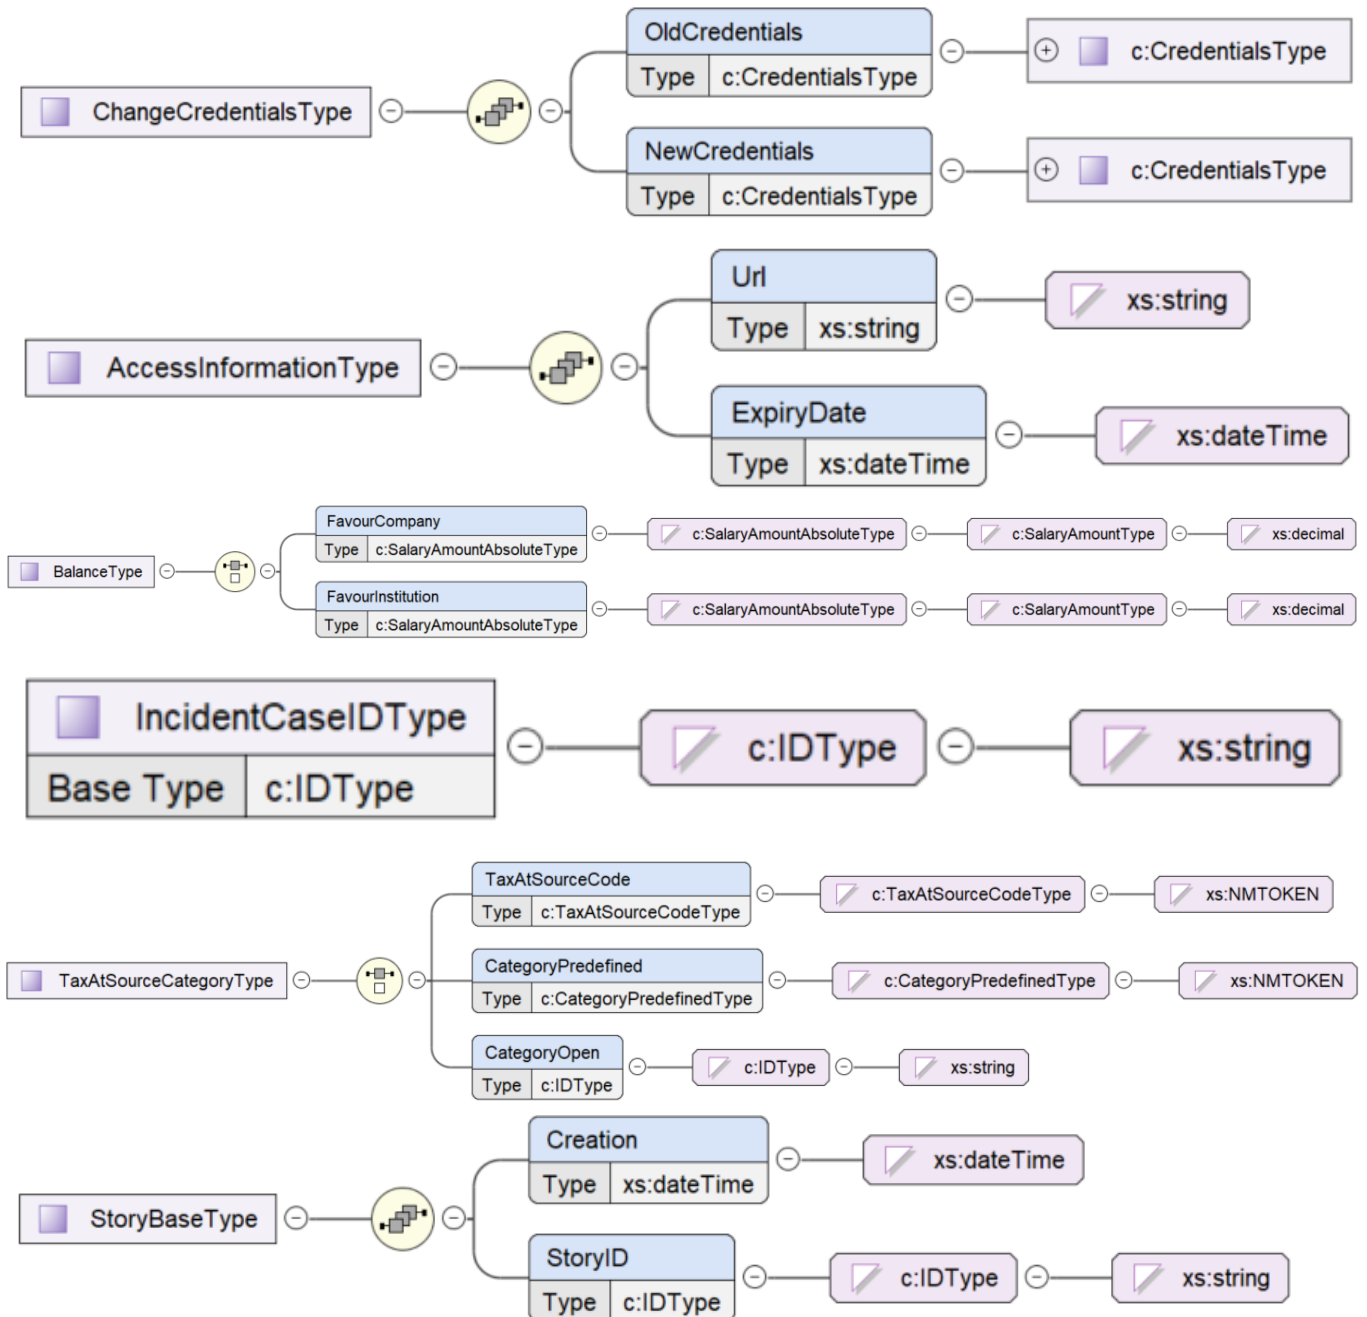 OldCredentials
Type c:CredentialsType
c:CredentialsType
ChangeCredentialsType
NewCredentials
Type c:CredentialsType
c:CredentialsType
Url
Type xs:string
xs:string
AccessInformationType
ExpiryDate
Type xs:dateTime
xs:dateTime
FavourCompany
Type c:SalaryAmountAbsoluteType
c:SalaryAmountAbsoluteType
c:SalaryAmountType
xs:decimal
BalanceType
FavourInstitution
Type c:SalaryAmountAbsoluteType
c:SalaryAmountAbsoluteType
c:SalaryAmountType
xs:decimal
IncidentCaseIDType
Base Type c:IDType
c:IDType
xs:string
TaxAtSourceCode
Type c:TaxAtSourceCodeType
c:TaxAtSourceCodeType
xs:NMTOKEN
TaxAtSourceCategoryType
CategoryPredefined
Type c:CategoryPredefinedType
c:CategoryPredefinedType
xs:NMTOKEN
CategoryOpen
Type c:IDType
c:IDType
xs:string
Creation
Type xs:dateTime
xs:dateTime
StoryBaseType
StoryID
Type c:IDType
c:IDType
xs:string